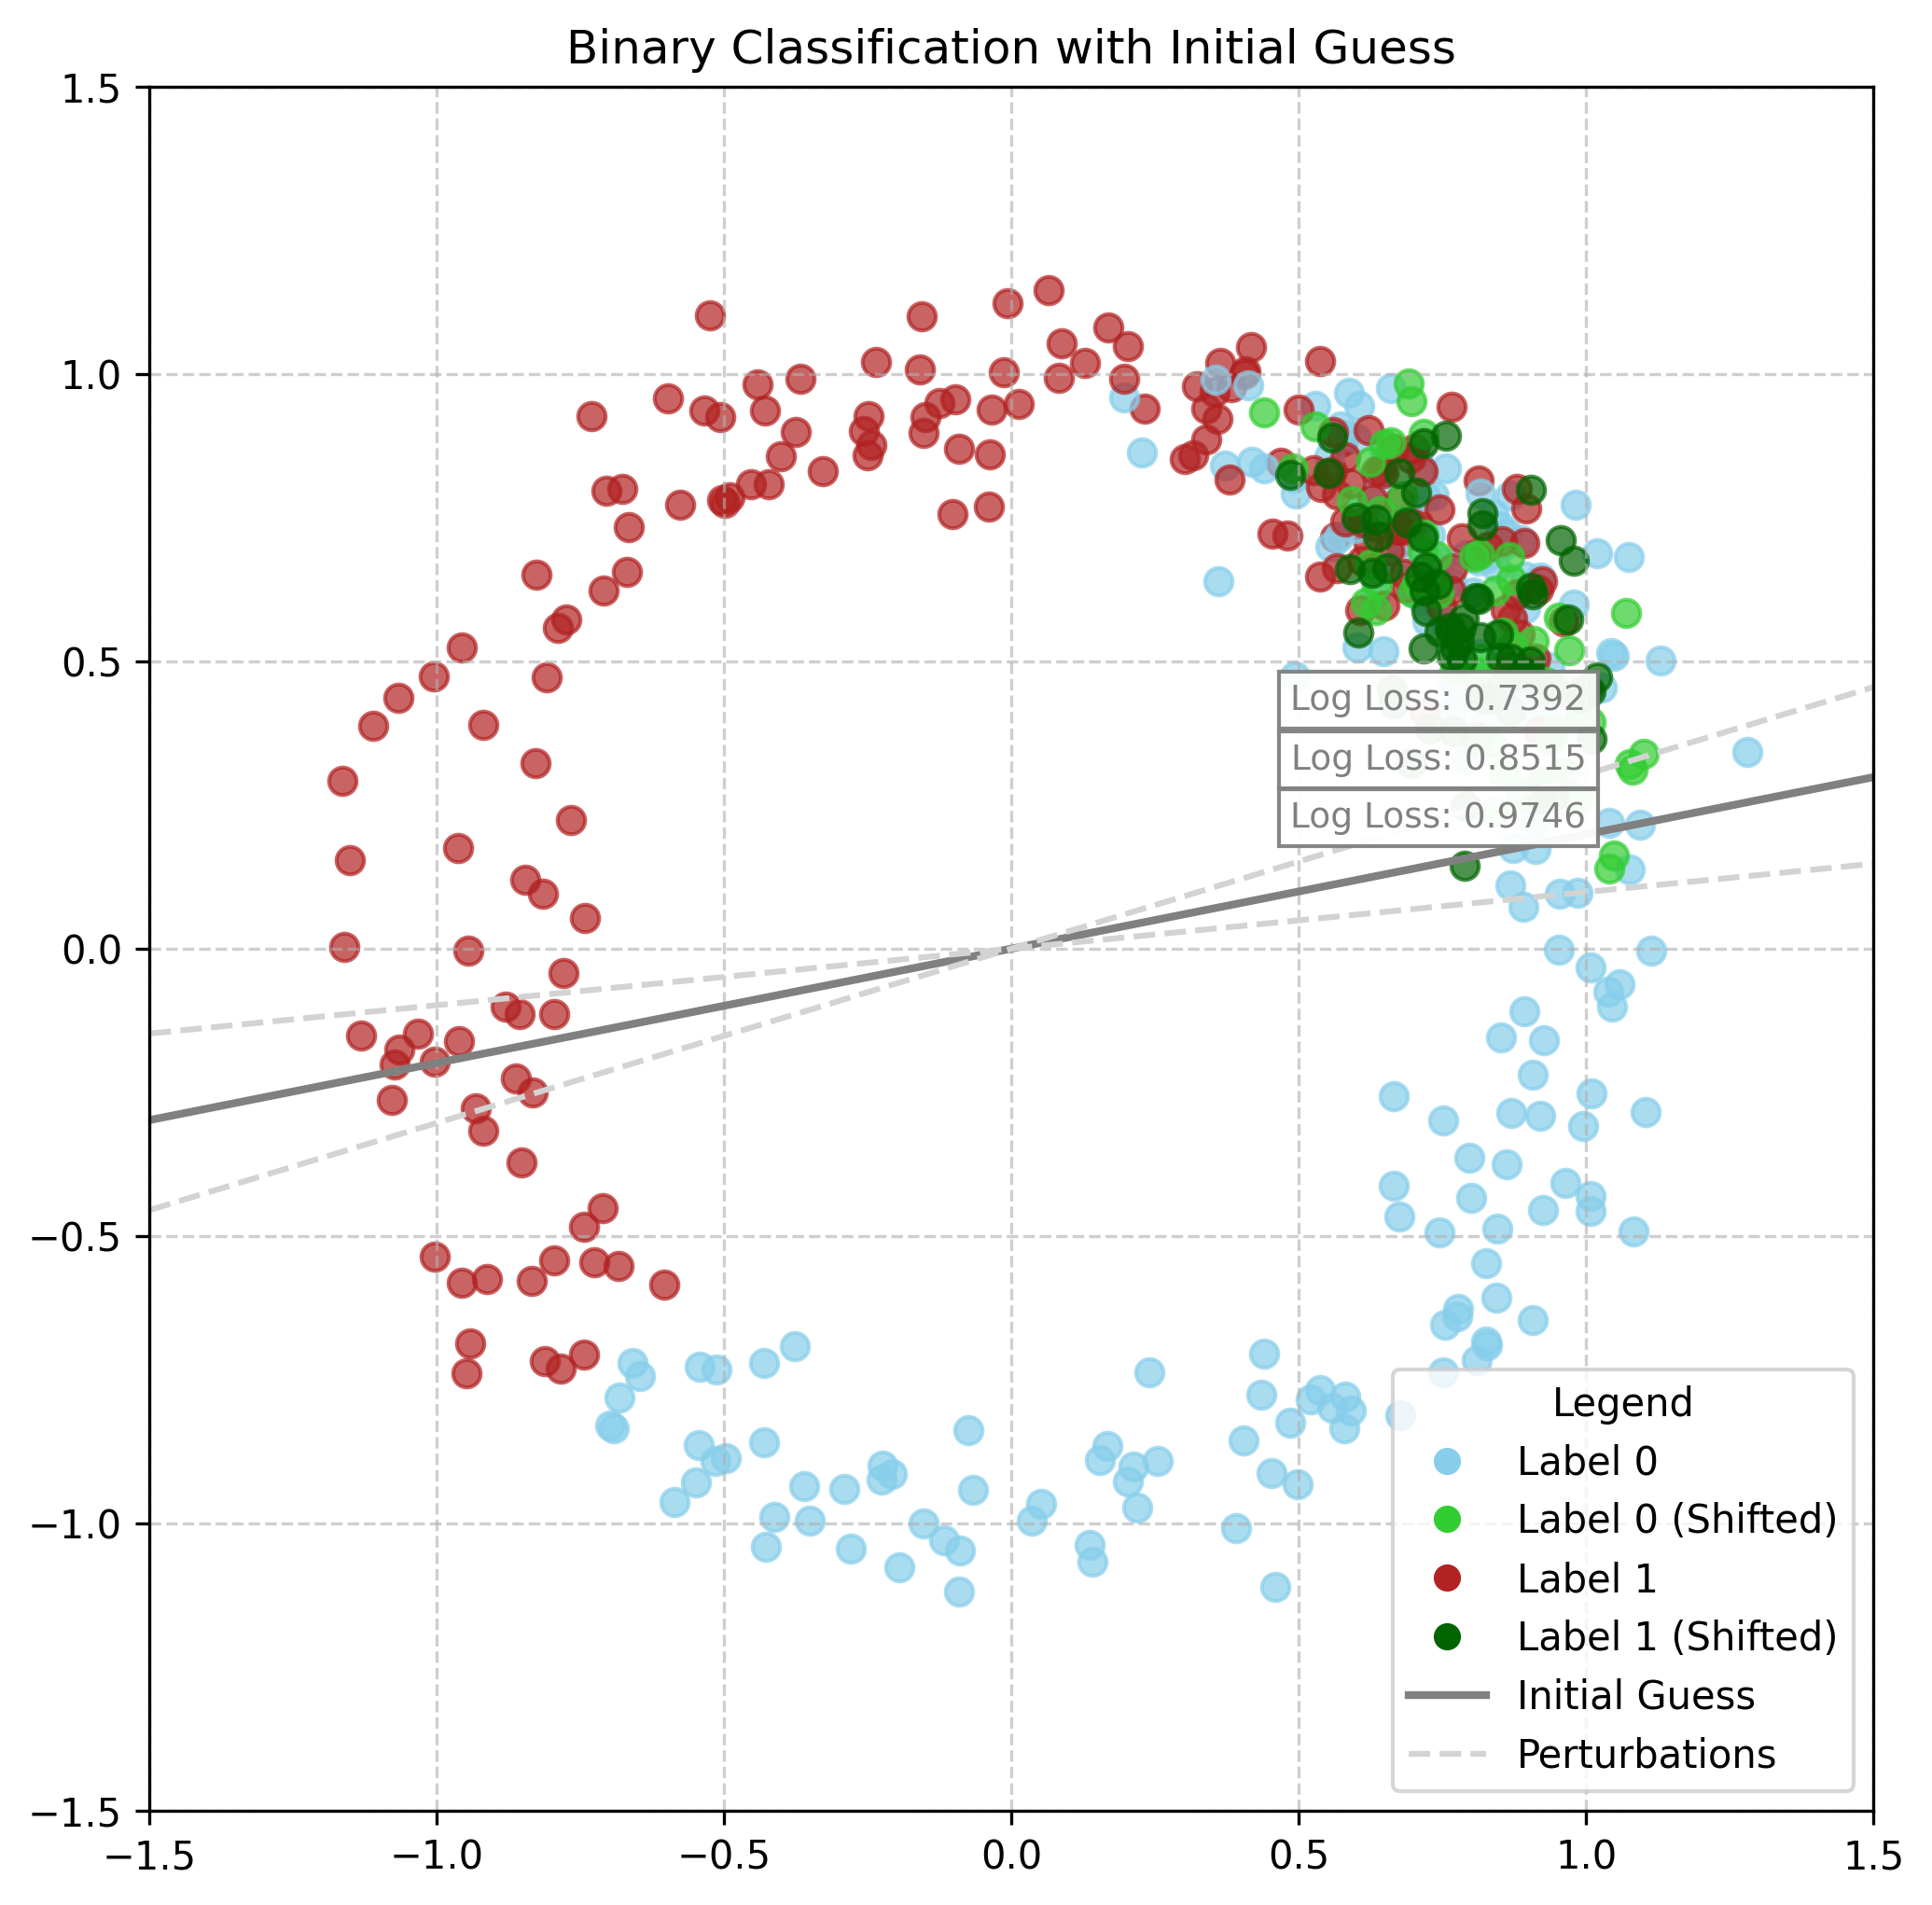 Binary Classification with Initial Guess
1.5
1.0
0.5
0.0
−0.5
−1.0
−1.5
Log Loss: 0.7392
Log Loss: 0.8515
Log Loss: 0.9746
Legend
Label 0
Label 0 (Shifted)
Label 1
Label 1 (Shifted)
Initial Guess
Perturbations
−1.5 −1.0 −0.5 0.0 0.5 1.0 1.5